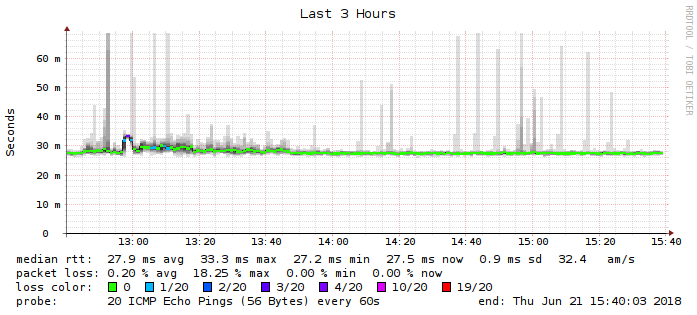 Last 3 Hours
RRDTOOL / TOBI OETIKER
Seconds
60 m
50 m
40 m
30 m
20 m
10 m
0
13:00 13:20 13:40 14:00 14:20 14:40 15:00 15:20 15:40
median rtt: 27.9 ms avg 33.3 ms max 27.2 ms min 27.5 ms now 0.9 ms sd 32.4 am/s
packet loss: 0.20 % avg 18.25 % max 0.00 % min 0.00 % now
loss color: 0 1/20 2/20 3/20 4/20 10/20 19/20
probe: 20 ICMP Echo Pings (56 Bytes) every 60s end: Thu Jun 21 15:40:03 2018